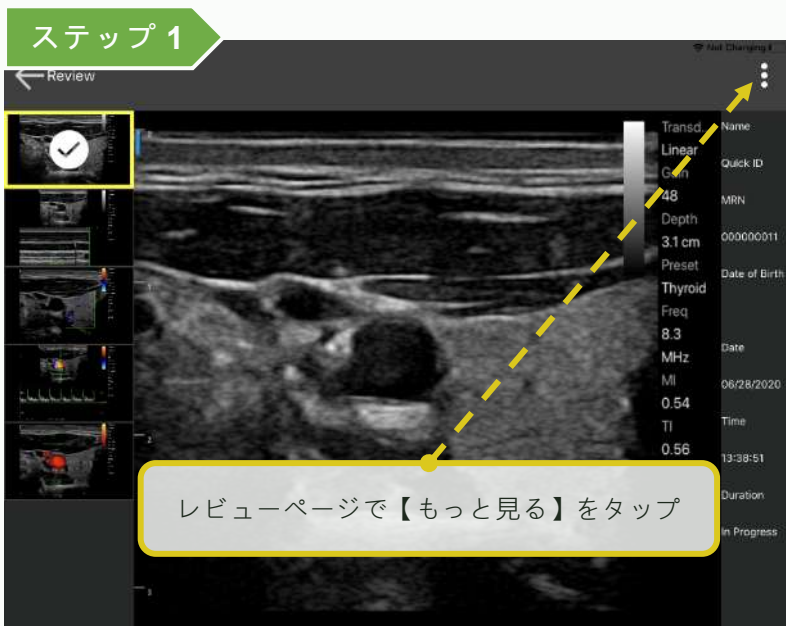 ステップ 1
Not Charging
Review
Transd..
Linear
Gain
48
Depth
3.1 cm
Preset
Thyroid
Freq
8.3
MHz
MI
0.54
TI
0.56
Name
Quick ID
MRN
000000011
Date of Birth
Date
06/28/2020
Time
13:38:51
Duration
In Progress
1
2
3
レビューページで【もっと見る】をタップ